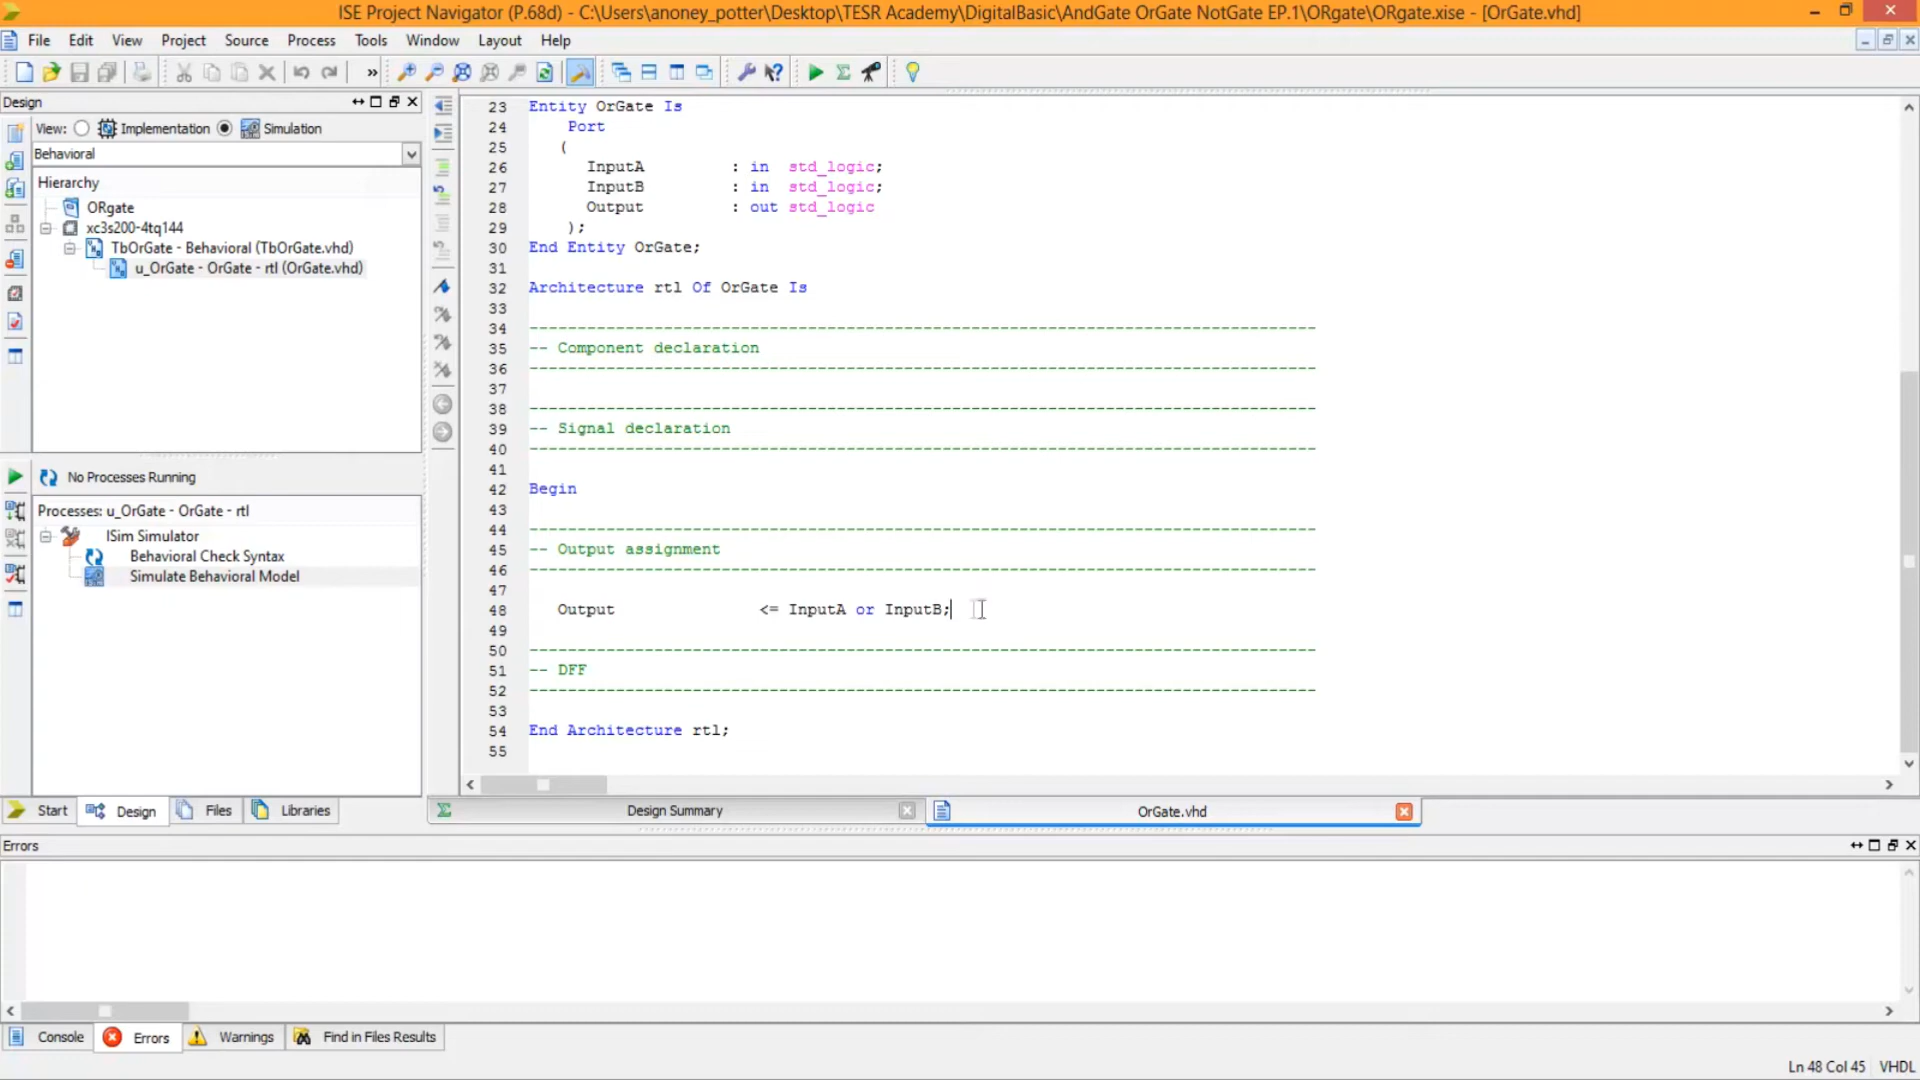 ISE Project Navigator (P.68d) - C:\Users\anoney_potter\Desktop\TESR Academy\DigitalBasic\AndGate OrGate NotGate EP.1\ORgate\ORgate.xise - [OrGate.vhd]
File Edit View Project Source Process Tools Window Layout Help
Design
View: Implementation Simulation
Behavioral
Hierarchy
ORgate
xc3s200-4tq144
TbOrGate - Behavioral (TbOrGate.vhd)
u_OrGate - OrGate - rtl (OrGate.vhd)
No Processes Running
Processes: u_OrGate - OrGate - rtl
ISim Simulator
Behavioral Check Syntax
Simulate Behavioral Model
Start Design Files Libraries
23 Entity OrGate Is
24 Port
25 (
26 InputA : in std_logic;
27 InputB : in std_logic;
28 Output : out std_logic
29 );
30 End Entity OrGate;
31
32 Architecture rtl Of OrGate Is
33
34 ----------------------------------------------------------------------------------
35 -- Component declaration
36 ----------------------------------------------------------------------------------
37
38 ----------------------------------------------------------------------------------
39 -- Signal declaration
40 ----------------------------------------------------------------------------------
41
42 Begin
43
44 ----------------------------------------------------------------------------------
45 -- Output assignment
46 ----------------------------------------------------------------------------------
47
48 Output <= InputA or InputB;
49
50 ----------------------------------------------------------------------------------
51 -- DFF
52 ----------------------------------------------------------------------------------
53
54 End Architecture rtl;
55
Design Summary OrGate.vhd
Errors
Console Errors Warnings Find in Files Results
Ln 48 Col 45 VHDL